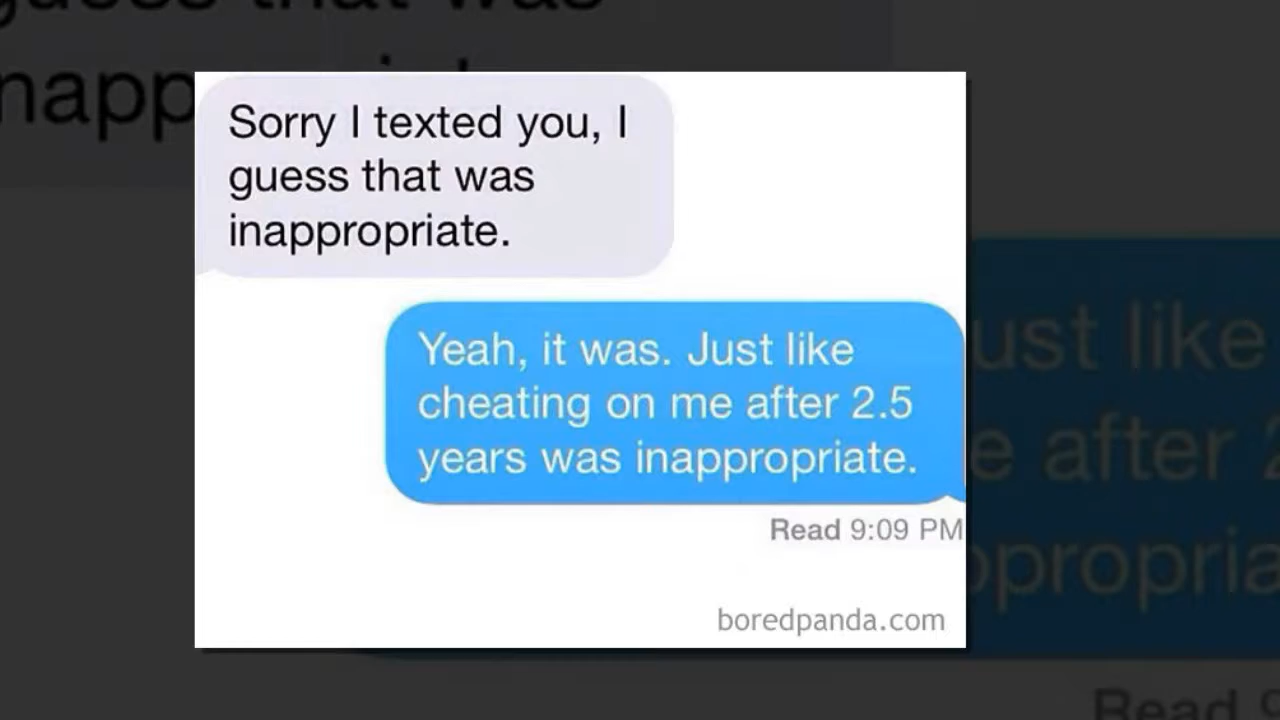 Sorry I texted you, I
guess that was
inappropriate.
Yeah, it was. Just like
cheating on me after 2.5
years was inappropriate.
Read 9:09 PM
boredpanda.com